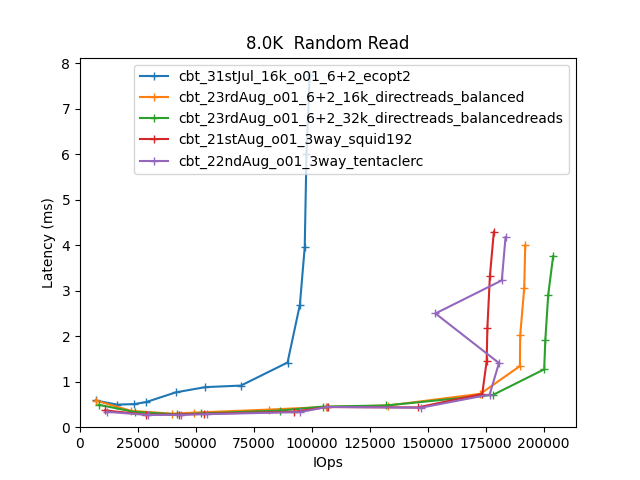 8.0K  Random Read
cbt_31stJul_16k_o01_6+2_ecopt2
cbt_23rdAug_o01_6+2_16k_directreads_balanced
cbt_23rdAug_o01_6+2_32k_directreads_balancedreads
cbt_21stAug_o01_3way_squid192
cbt_22ndAug_o01_3way_tentaclerc
Latency (ms)
8
7
6
5
4
3
2
1
0
0 25000 50000 75000 100000 125000 150000 175000 200000
IOps